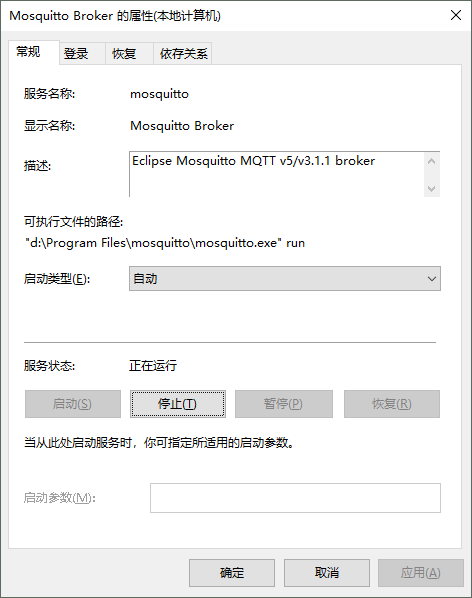 Mosquitto Broker 的属性(本地计算机)
常规 登录 恢复 依存关系
服务名称: mosquitto
显示名称: Mosquitto Broker
描述: Eclipse Mosquitto MQTT v5/v3.1.1 broker
可执行文件的路径:
"d:\Program Files\mosquitto\mosquitto.exe" run
启动类型(E): 自动
服务状态: 正在运行
启动(S) 停止(T) 暂停(P) 恢复(R)
当从此处启动服务时，你可指定所适用的启动参数。
启动参数(M):
确定 取消 应用(A)